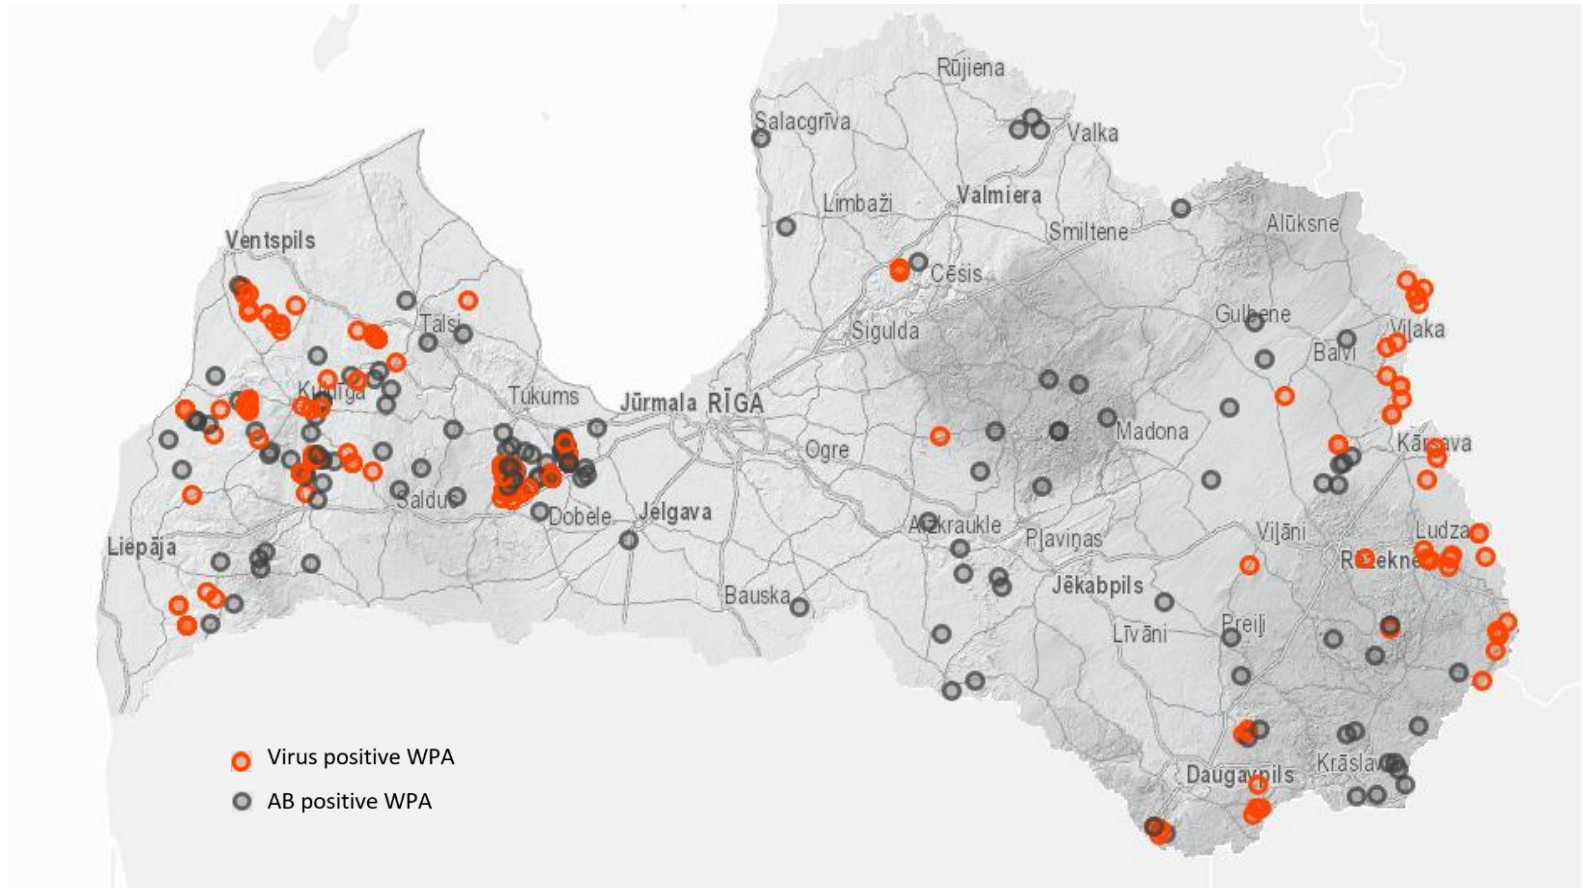 Rūjiena
Salacgrīva
Valka
Valmiera
Limbaži
Alūksne
Smiltene
Ventspils
Cēsis
Gulbene
Talsi
Sigulda
Viļaka
Balvi
Kuldīga
Tukums
Jūrmala
RĪGA
Madona
Kārsava
Ogre
Saldus
Dobele
Jelgava
Aizkraukle
Pļaviņas
Viļāni
Ludza
Liepāja
Rēzekne
Jēkabpils
Bauska
Līvāni
Preiļi
Virus positive WPA
Krāslava
Daugavpils
AB positive WPA